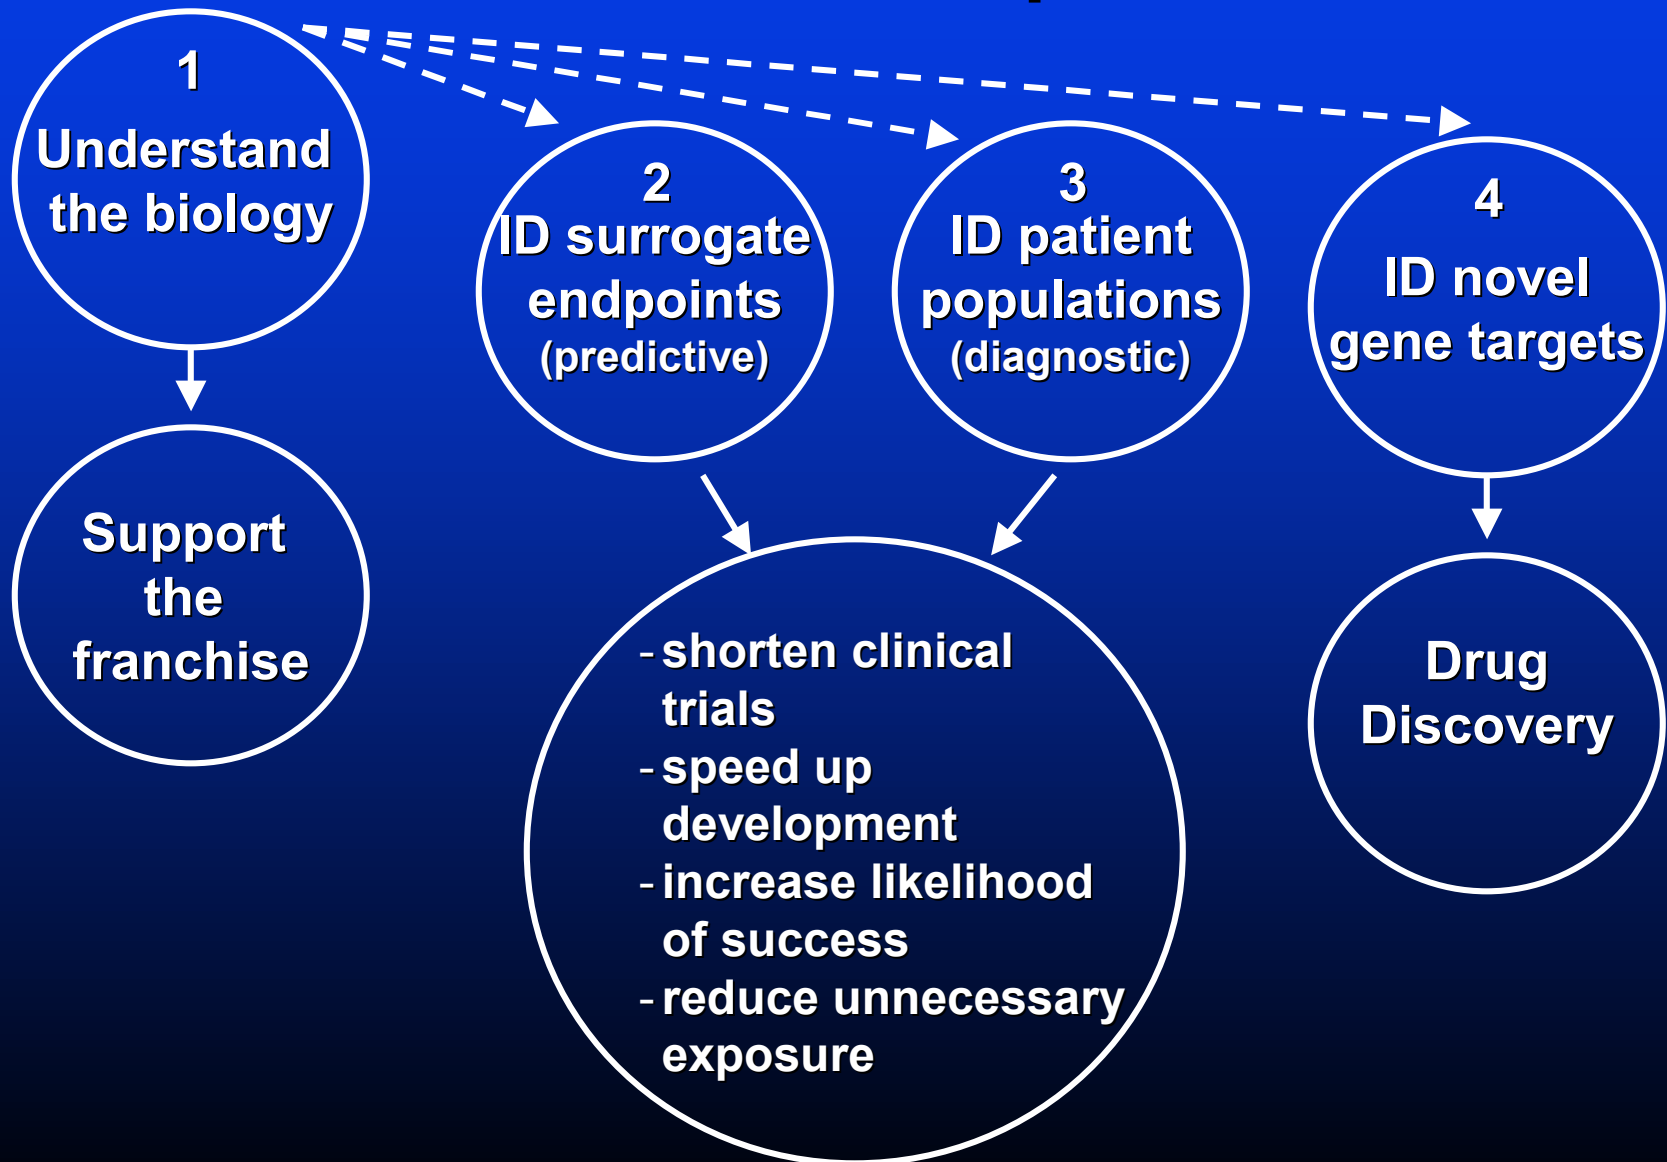 1
Understand
the biology
2
ID surrogate
endpoints
(predictive)
3
ID patient
populations
(diagnostic)
4
ID novel
gene targets
Support
the
franchise
- shorten clinical
trials
- speed up
development
- increase likelihood
of success
- reduce unnecessary
exposure
Drug
Discovery